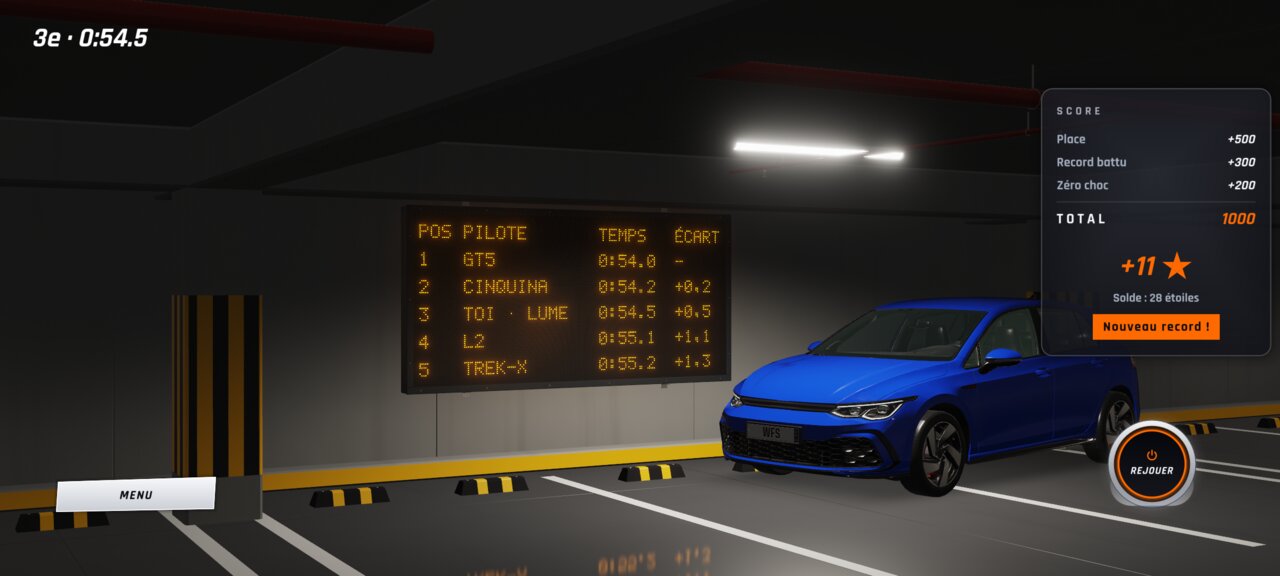 3e · 0:54.5
SCORE
Place +500
Record battu +300
Zéro choc +200
TOTAL 1000
+11 ★
Solde : 28 étoiles
Nouveau record !
POS PILOTE TEMPS ÉCART
1 GT5 0:54.0 -
2 CINQUINA 0:54.2 +0.2
3 TOI · LUME 0:54.5 +0.5
4 L2 0:55.1 +1.1
5 TREK-X 0:55.2 +1.3
WFS
MENU
REJOUER